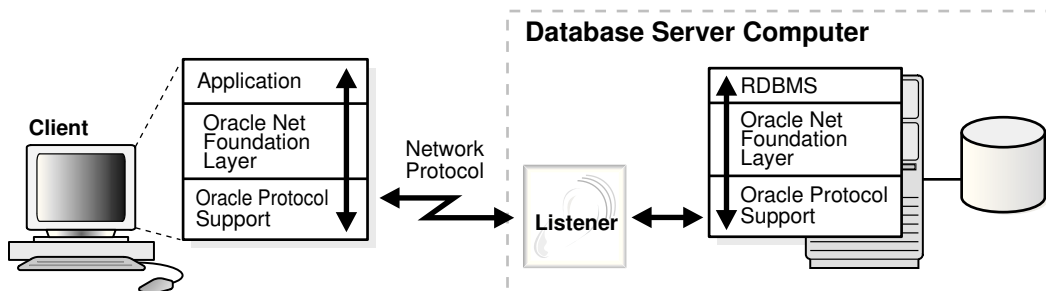 Database Server Computer
Client
Application
Oracle Net
Foundation
Layer
Oracle Protocol
Support
Network
Protocol
Listener
RDBMS
Oracle Net
Foundation
Layer
Oracle Protocol
Support